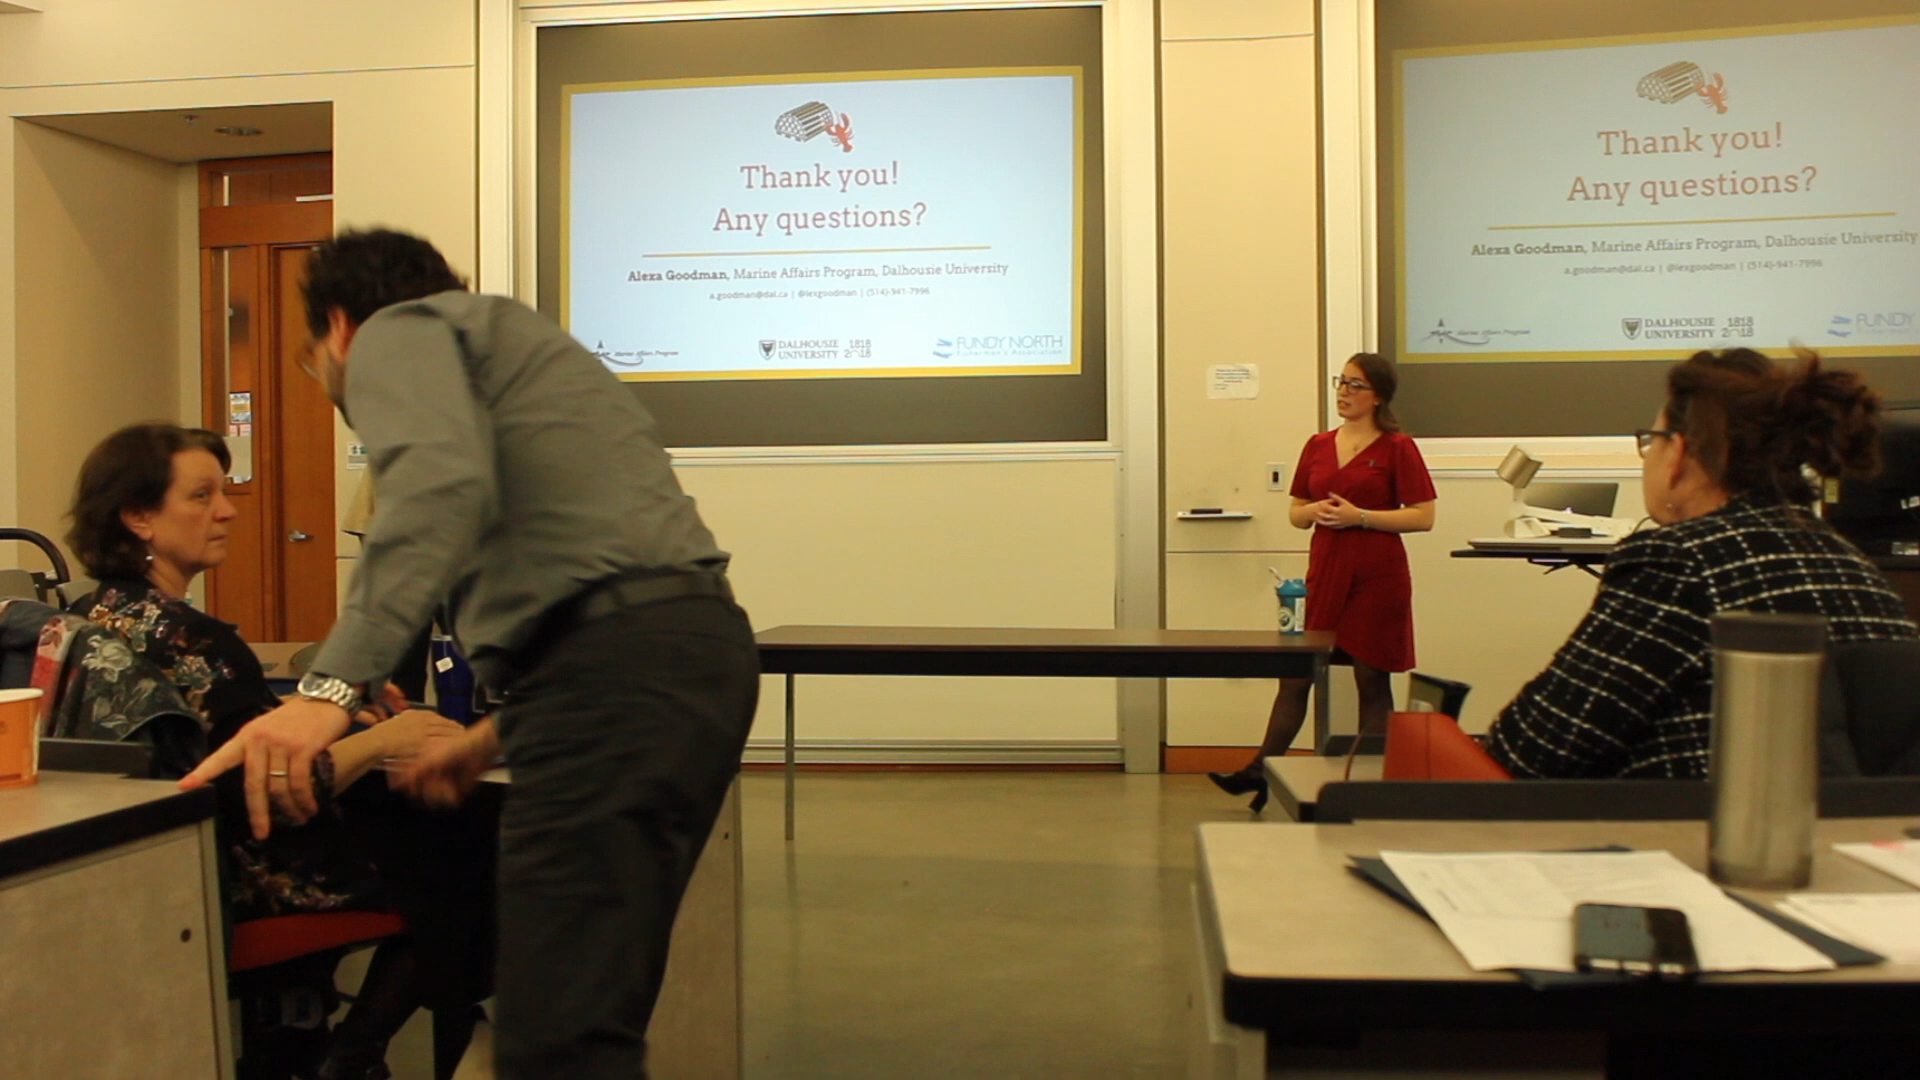 Thank you!
Any questions?
Alexa Goodman, Marine Affairs Program, Dalhousie University
a.goodman@dal.ca | @lexgoodman | (514)-941-7996
Marine Affairs Program
DALHOUSIE UNIVERSITY
1818
2018
FUNDY NORTH
Fishermen's Association
Thank you!
Any questions?
Alexa Goodman, Marine Affairs Program, Dalhousie University
a.goodman@dal.ca | @lexgoodman | (514)-941-7996
Marine Affairs Program
DALHOUSIE UNIVERSITY
1818
2018
FUNDY